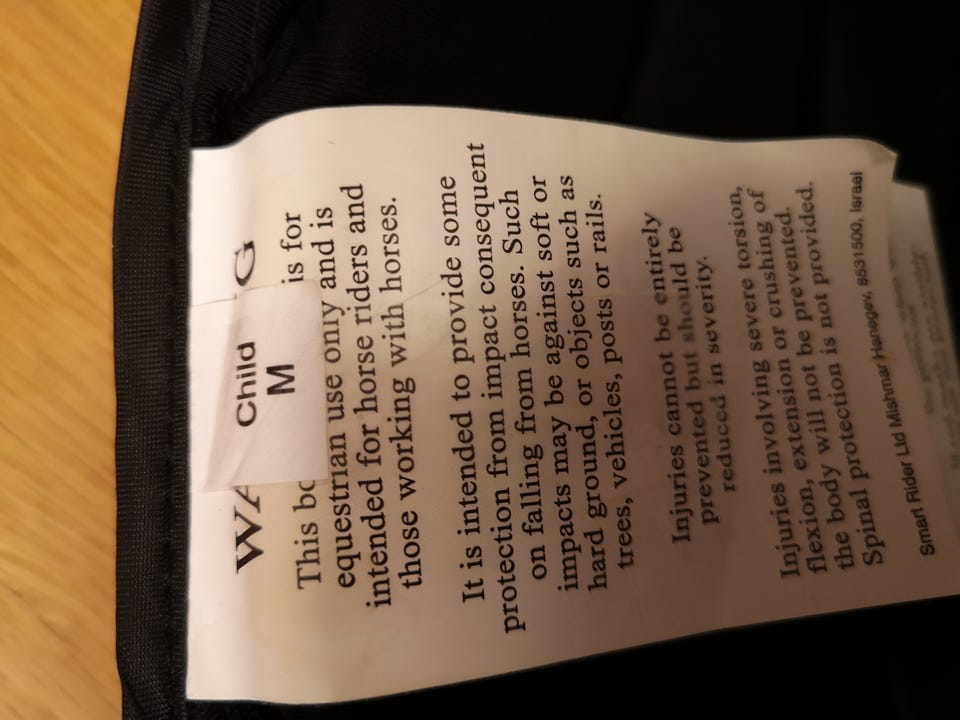 WA
G
Child
M
This bo is for
equestrian use only and is
intended for horse riders and
those working with horses.
It is intended to provide some
protection from impact consequent
on falling from horses. Such
impacts may be against soft or
hard ground, or objects such as
trees, vehicles, posts or rails.
Injuries cannot be entirely
prevented but should be
reduced in severity.
Injuries involving severe torsion,
flexion, extension or crushing of
the body will not be prevented.
Spinal protection is not provided.
Smart Rider Ltd Mishmar Hanegev, 8531500, Israel